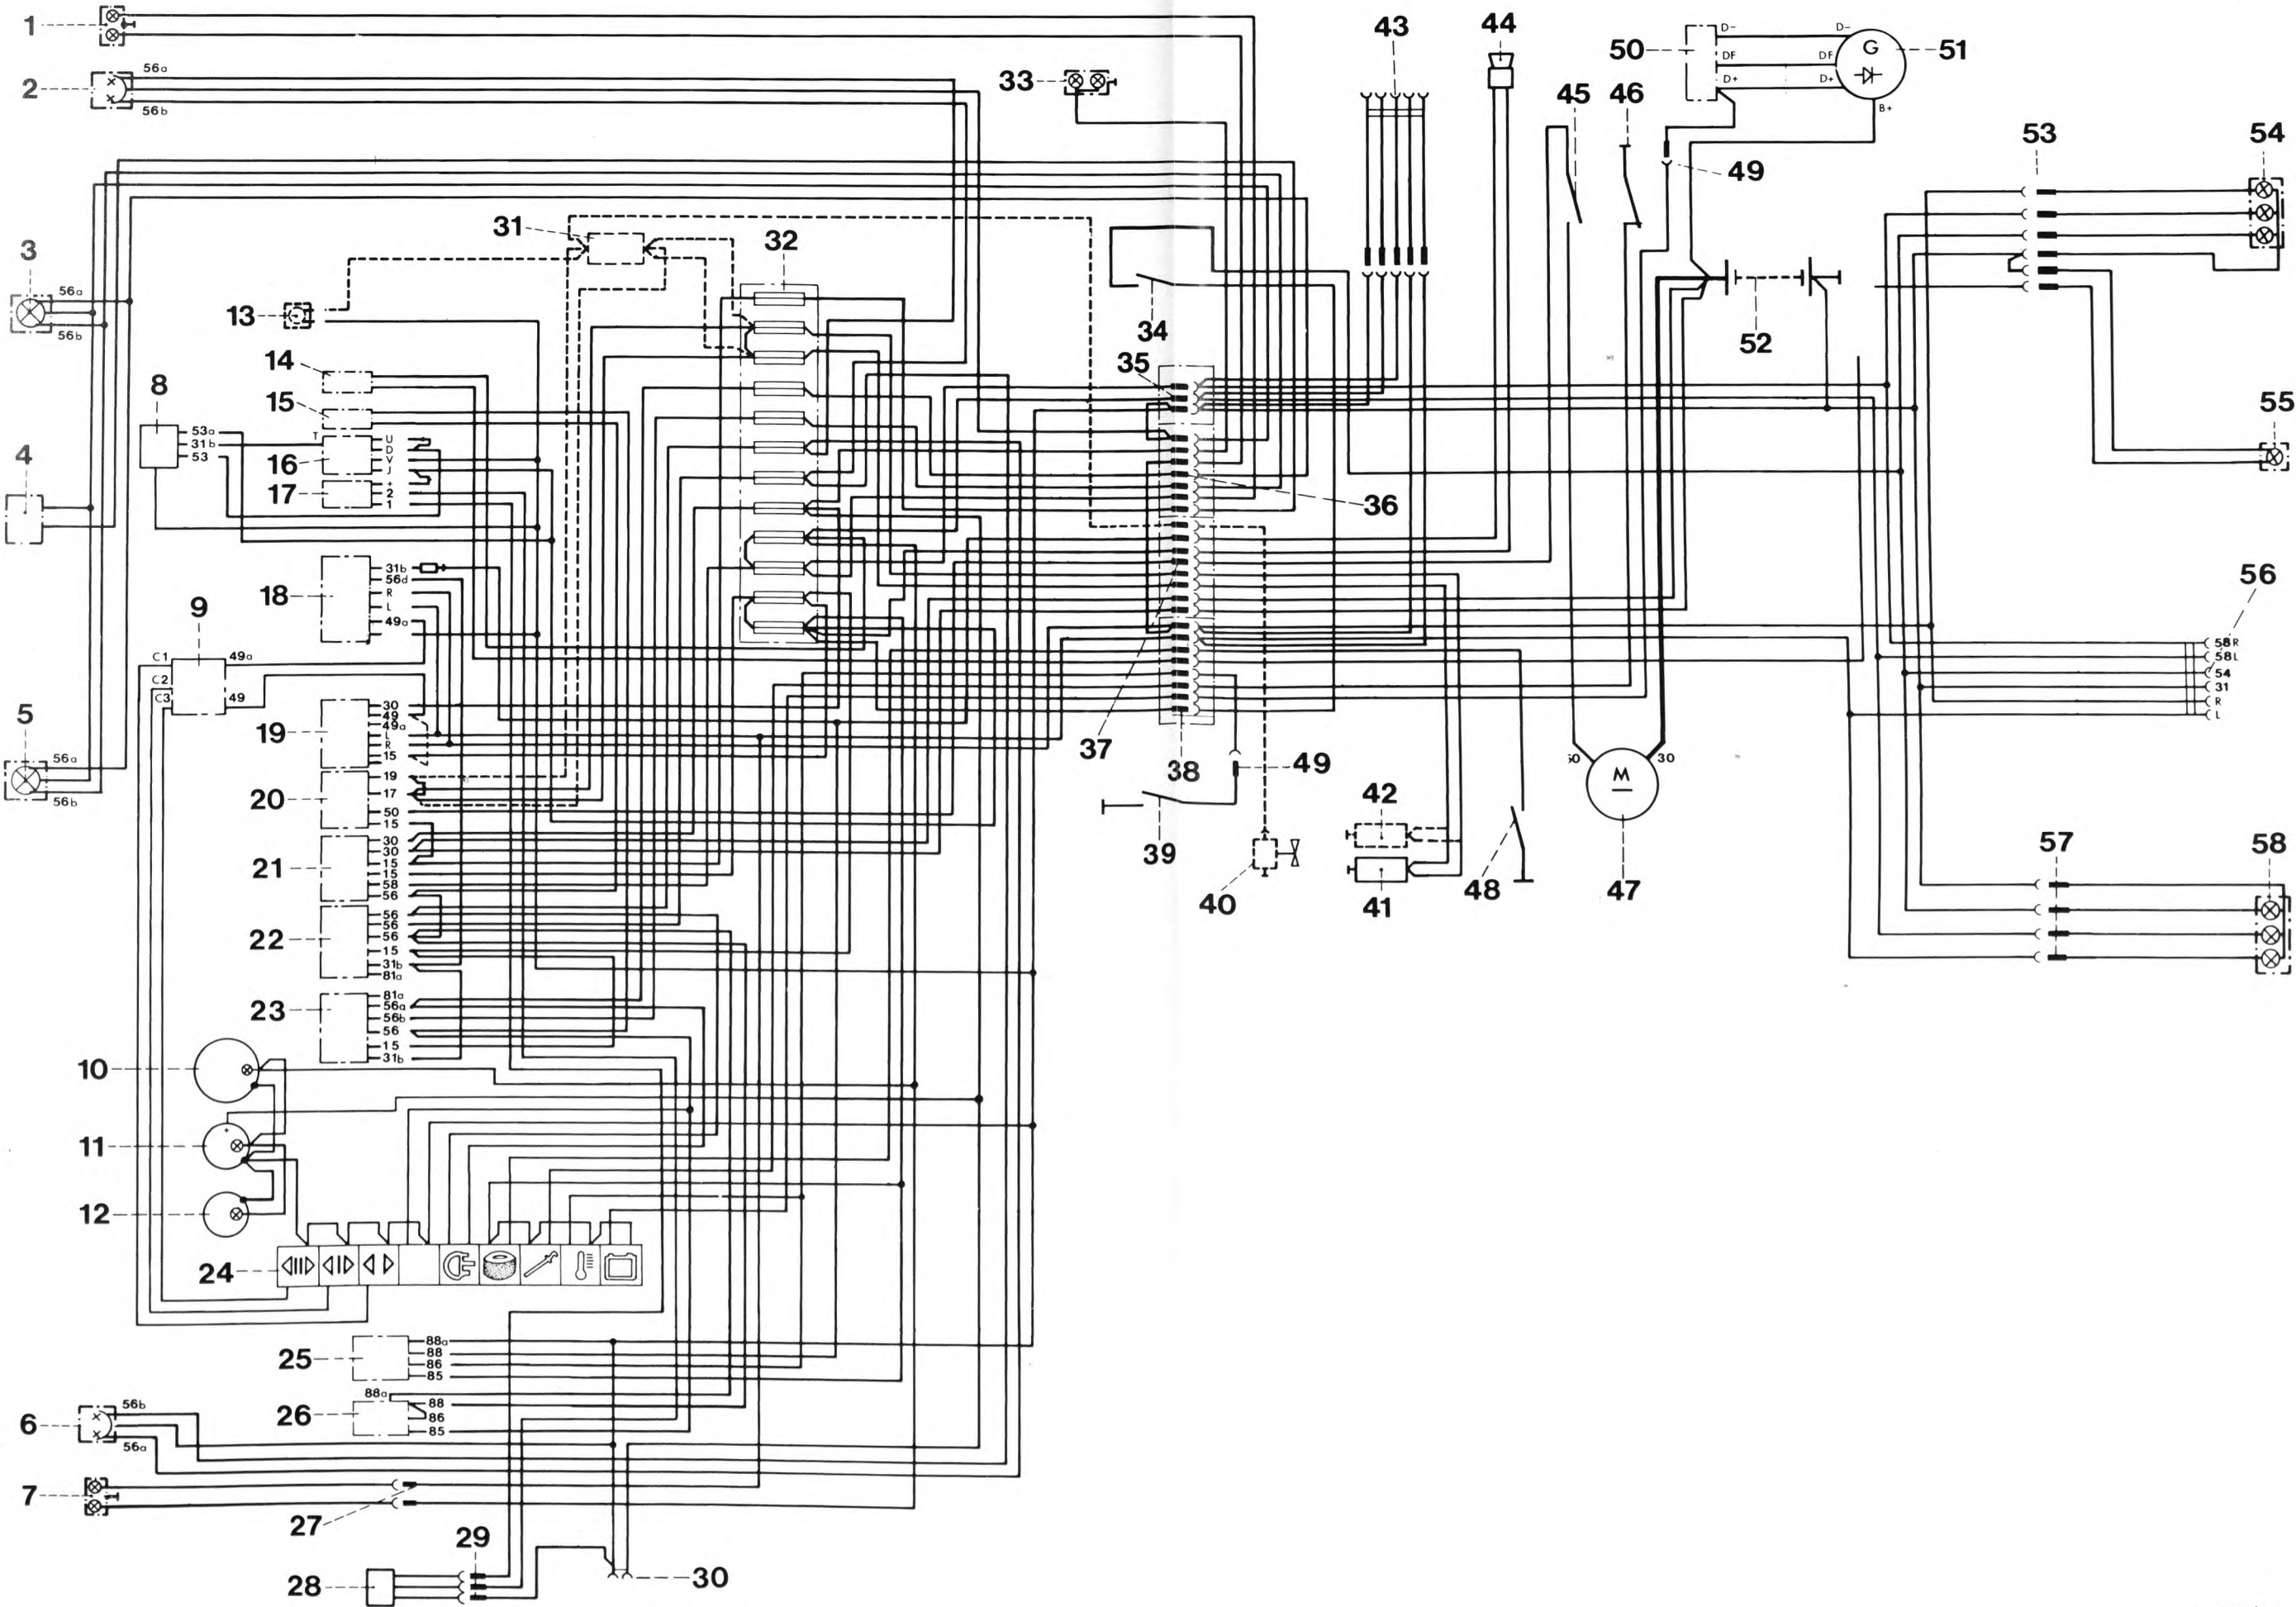 1
2
56a
56b
33
43
44
50
D-
DF
D+
D-
DF
D+
G
B+
51
45
46
49
53
54
3
56a
56b
31
32
13
34
52
14
15
35
8
53a
31b
53
T
U
D
V
J
+
2
1
16
17
4
36
55
18
31b
56d
R
L
49a
9
C1
C2
C3
49a
49
56
58R
58L
54
31
R
L
5
56a
56b
19
30
49
49a
L
R
15
37
38
49
30
M
47
20
19
17
50
15
42
39
40
41
48
21
30
30
15
15
58
56
57
58
22
56
56
56
15
31b
81a
23
81a
56a
56b
56
15
31b
10
11
+
12
24
25
88a
88
86
85
26
88a
88
86
85
6
56b
56a
7
27
29
28
30